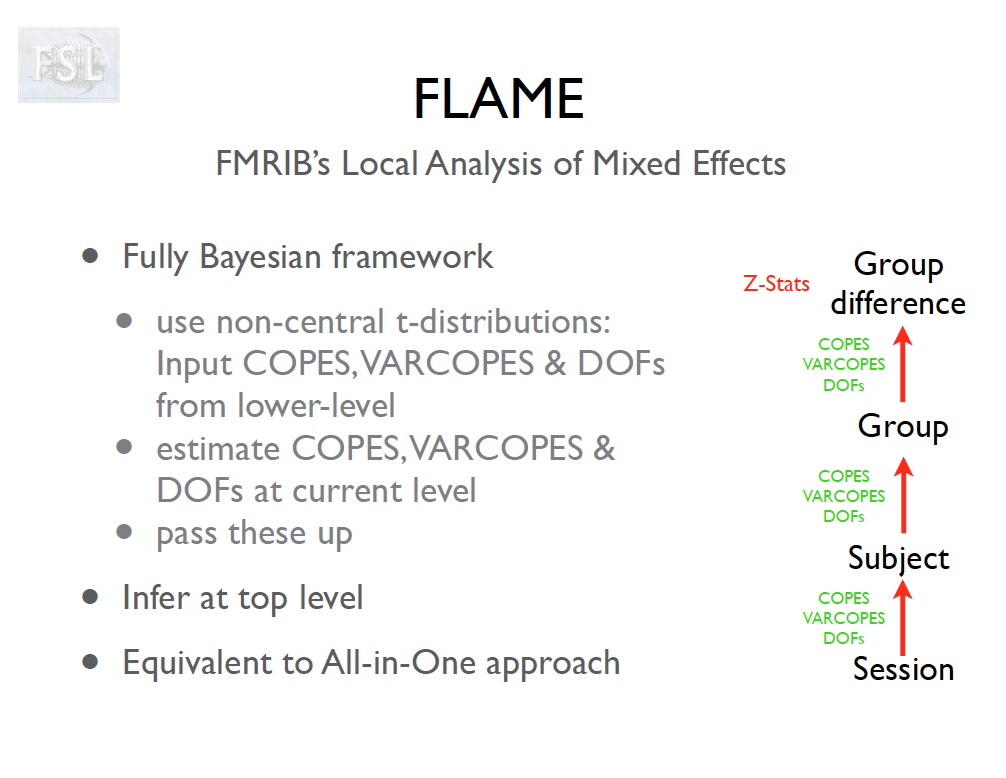 FSL
FLAME
FMRIB's Local Analysis of Mixed Effects
• Fully Bayesian framework
• use non-central t-distributions:
Input COPES, VARCOPES & DOFs
from lower-level
• estimate COPES, VARCOPES &
DOFs at current level
• pass these up
• Infer at top level
• Equivalent to All-in-One approach
Z-Stats
Group
difference
COPES
VARCOPES
DOFs
Group
COPES
VARCOPES
DOFs
Subject
COPES
VARCOPES
DOFs
Session